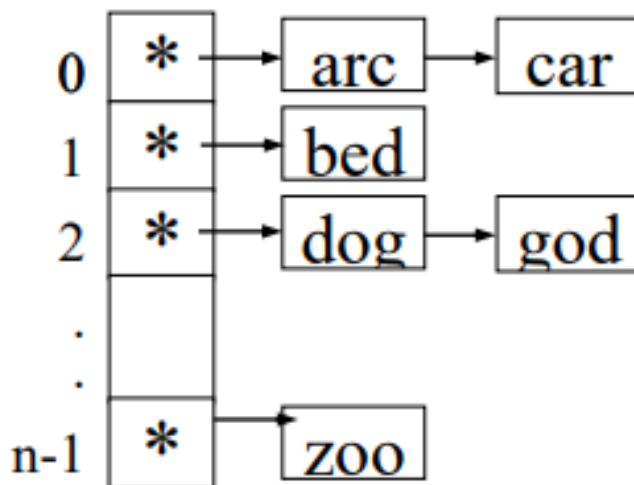 0 * arc car
1 * bed
2 * dog god
.
.
n-1 * zoo